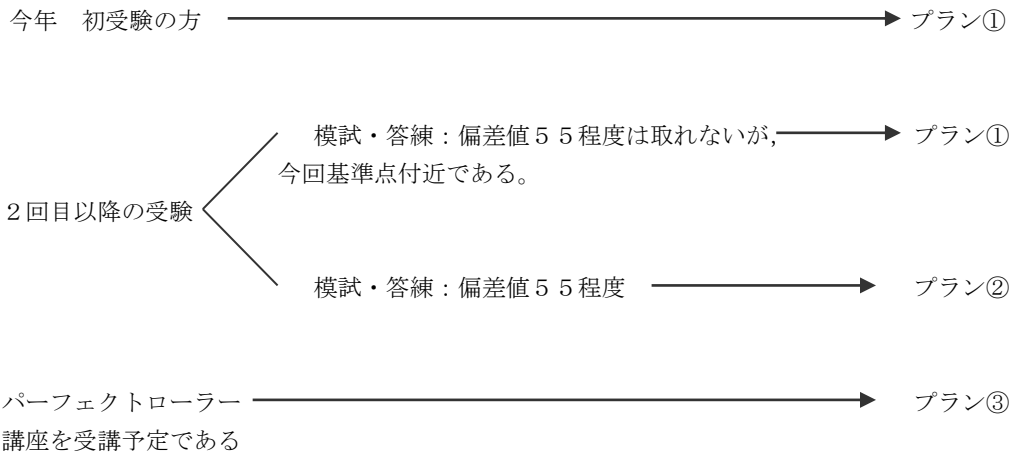 今年　初受験の方　プラン①
模試・答練：偏差値５５程度は取れないが,　プラン①
今回基準点付近である。
２回目以降の受験
模試・答練：偏差値５５程度　プラン②
パーフェクトローラー　プラン③
講座を受講予定である